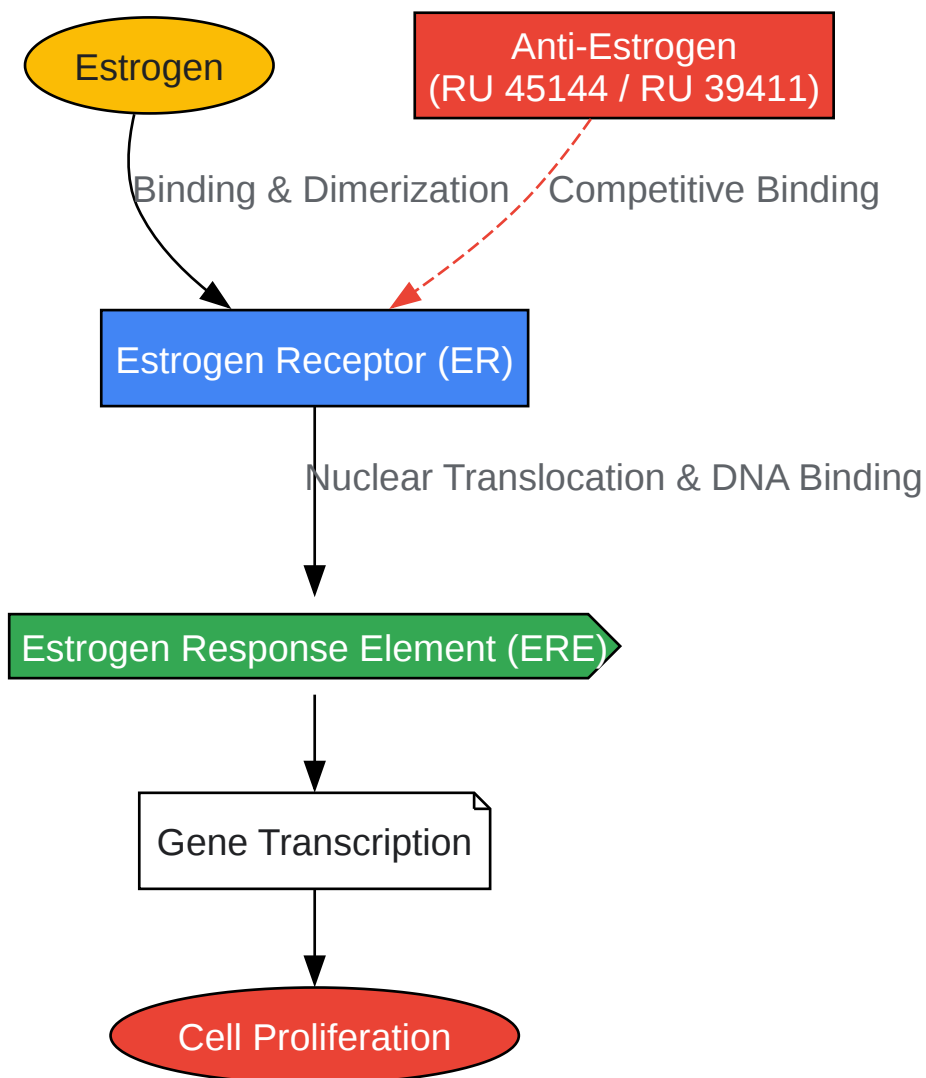 Estrogen
Anti-Estrogen
(RU 45144 / RU 39411)
Binding & Dimerization
Competitive Binding
Estrogen Receptor (ER)
Nuclear Translocation & DNA Binding
Estrogen Response Element (ERE)
Gene Transcription
Cell Proliferation